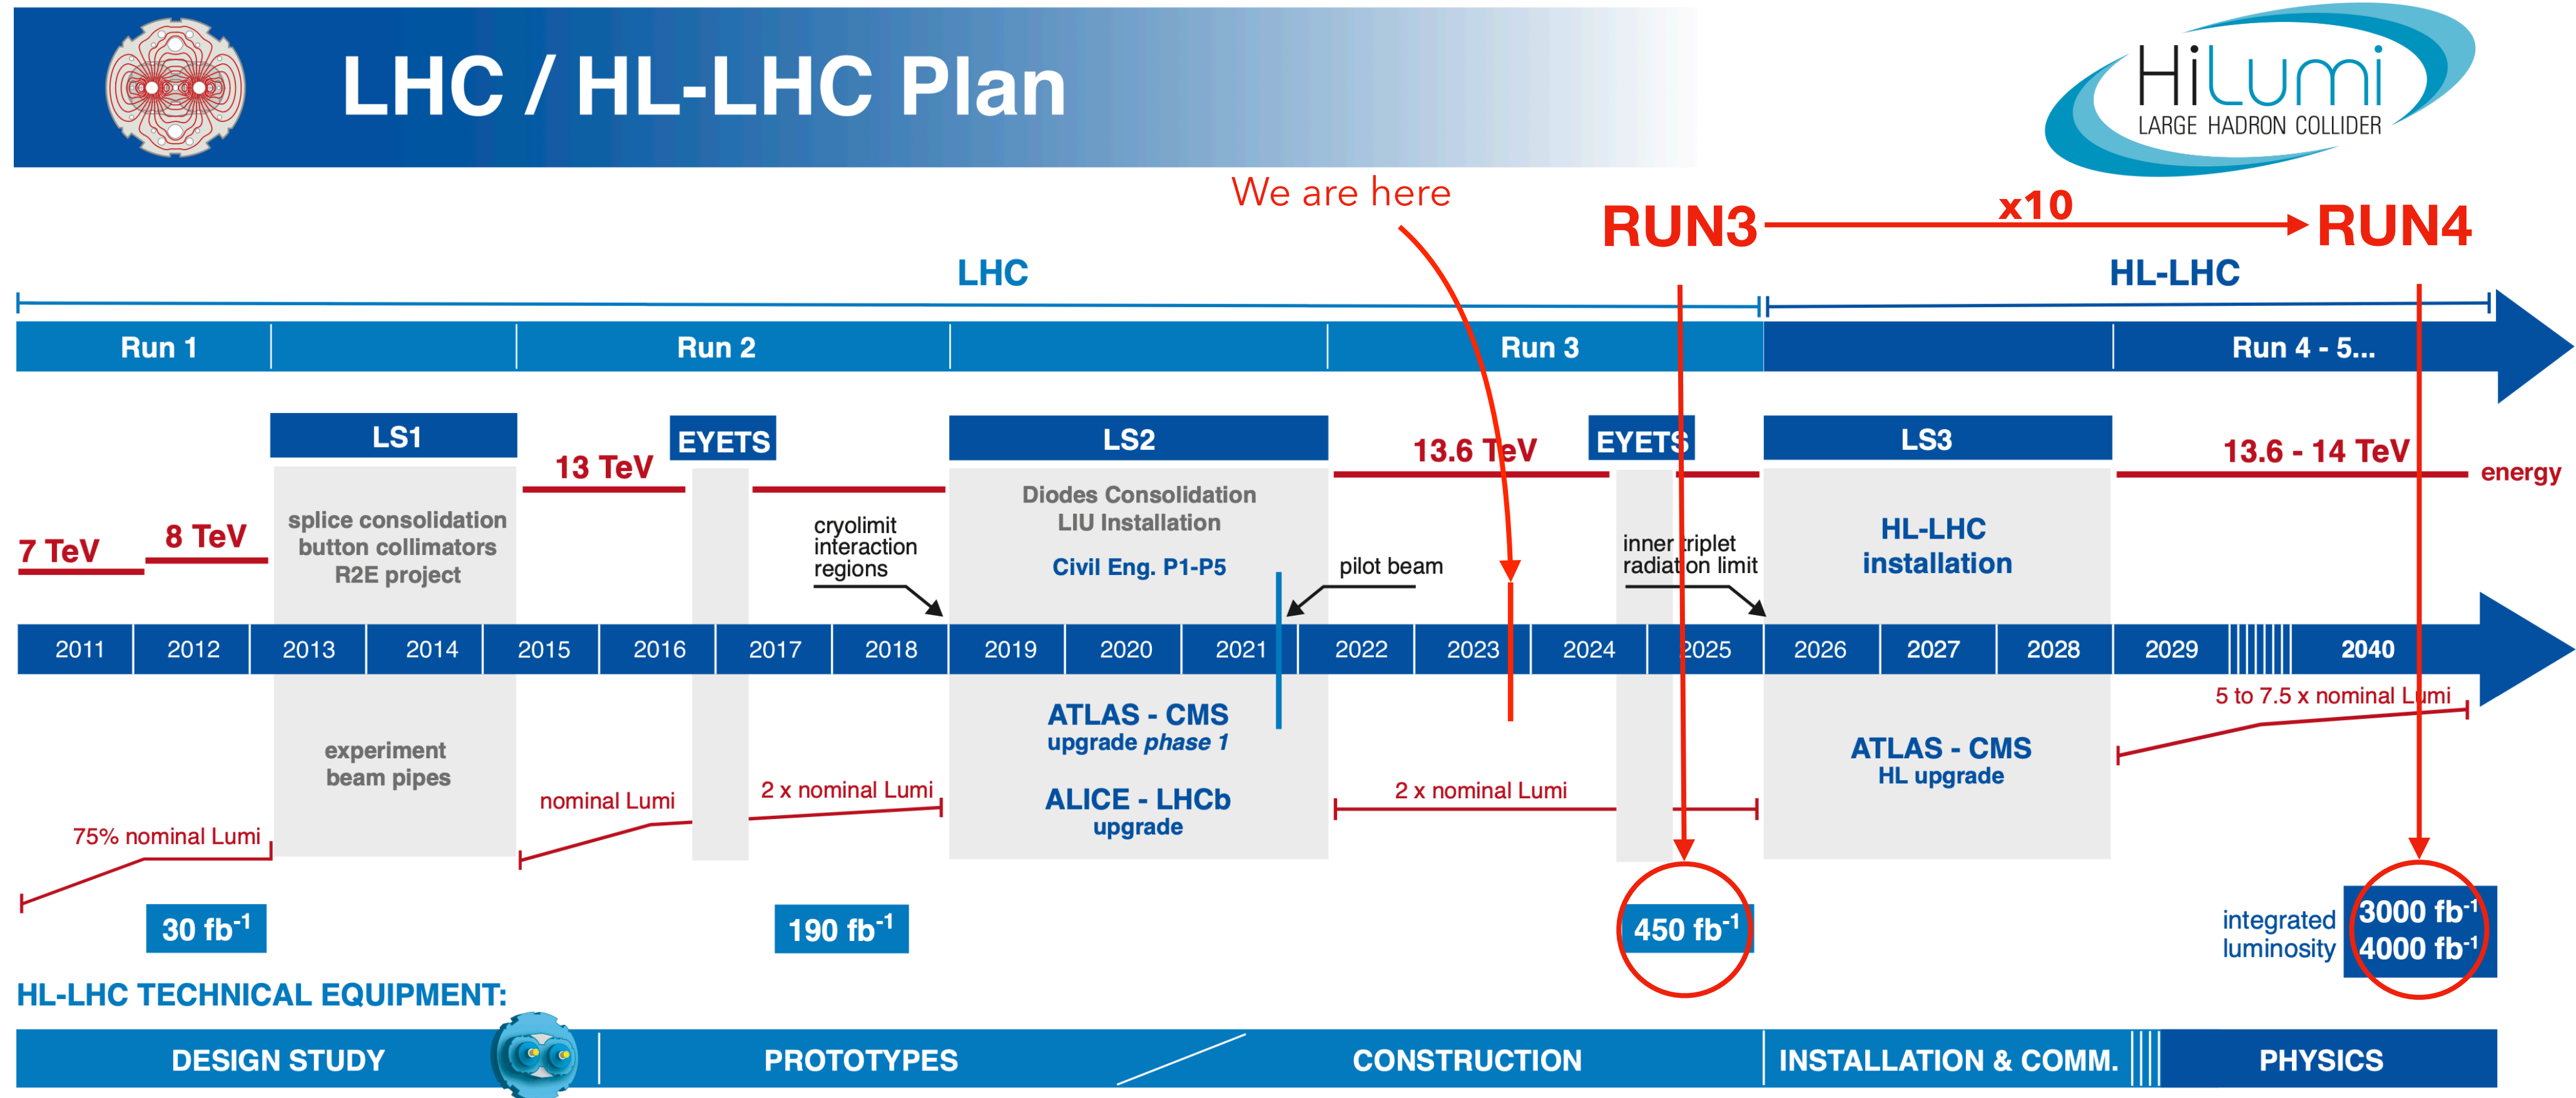 LHC / HL-LHC Plan
HiLumi
LARGE HADRON COLLIDER
We are here
RUN3
x10
RUN4
LHC
HL-LHC
Run 1
Run 2
Run 3
Run 4 - 5...
LS1
EYETS
LS2
EYETS
LS3
7 TeV
8 TeV
13 TeV
13.6 TeV
13.6 - 14 TeV
energy
splice consolidation
button collimators
R2E project
cryolimit
interaction
regions
Diodes Consolidation
LIU Installation
Civil Eng. P1-P5
pilot beam
inner triplet
radiation limit
HL-LHC
installation
2011
2012
2013
2014
2015
2016
2017
2018
2019
2020
2021
2022
2023
2024
2025
2026
2027
2028
2029
2040
experiment
beam pipes
ATLAS - CMS
upgrade phase 1
ALICE - LHCb
upgrade
ATLAS - CMS
HL upgrade
75% nominal Lumi
nominal Lumi
2 x nominal Lumi
2 x nominal Lumi
5 to 7.5 x nominal Lumi
30 fb-1
190 fb-1
450 fb-1
integrated
luminosity
3000 fb-1
4000 fb-1
HL-LHC TECHNICAL EQUIPMENT:
DESIGN STUDY
PROTOTYPES
CONSTRUCTION
INSTALLATION & COMM.
PHYSICS